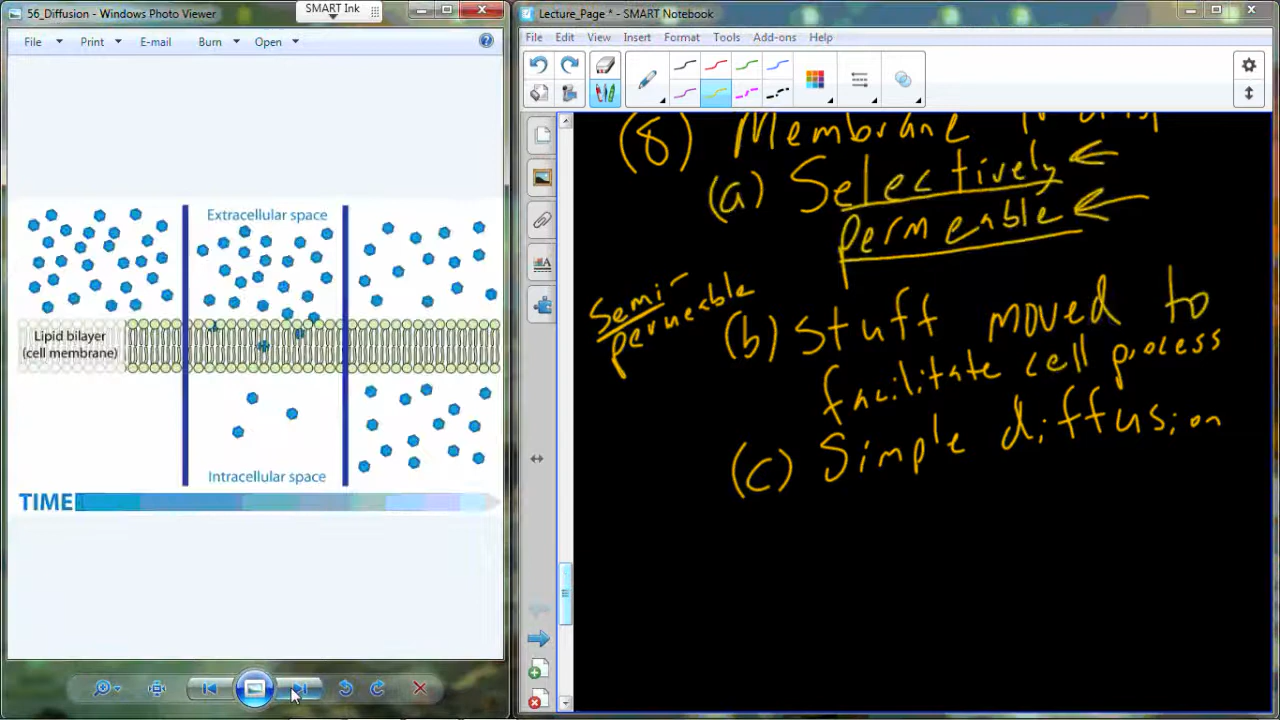 56_Diffusion - Windows Photo Viewer
SMART Ink
Lecture_Page * - SMART Notebook
File Print E-mail Burn Open
File Edit View Insert Format Tools Add-ons Help
Extracellular space
Lipid bilayer
(cell membrane)
Intracellular space
TIME
(8) Membrane
(a) Selectively
permeable
Semi-
permeable
(b) Stuff moved to
facilitate cell process
(c) Simple diffusion